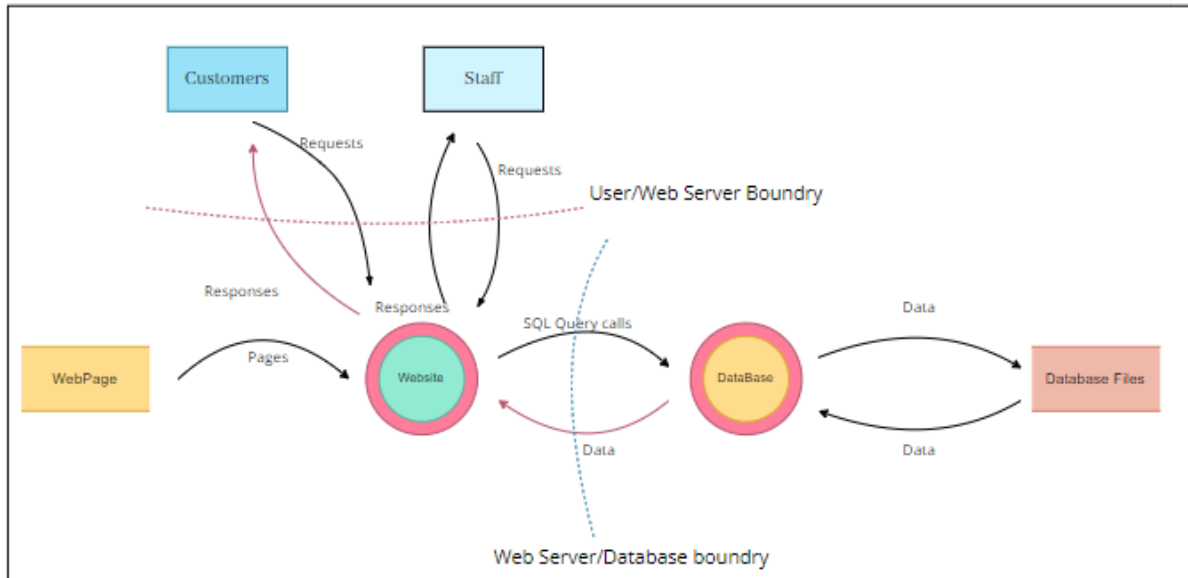 Customers
Staff
Requests
Requests
User/Web Server Boundry
Responses
Responses
SQL Query calls
Data
Pages
WebPage
Website
DataBase
Database Files
Data
Data
Web Server/Database boundry